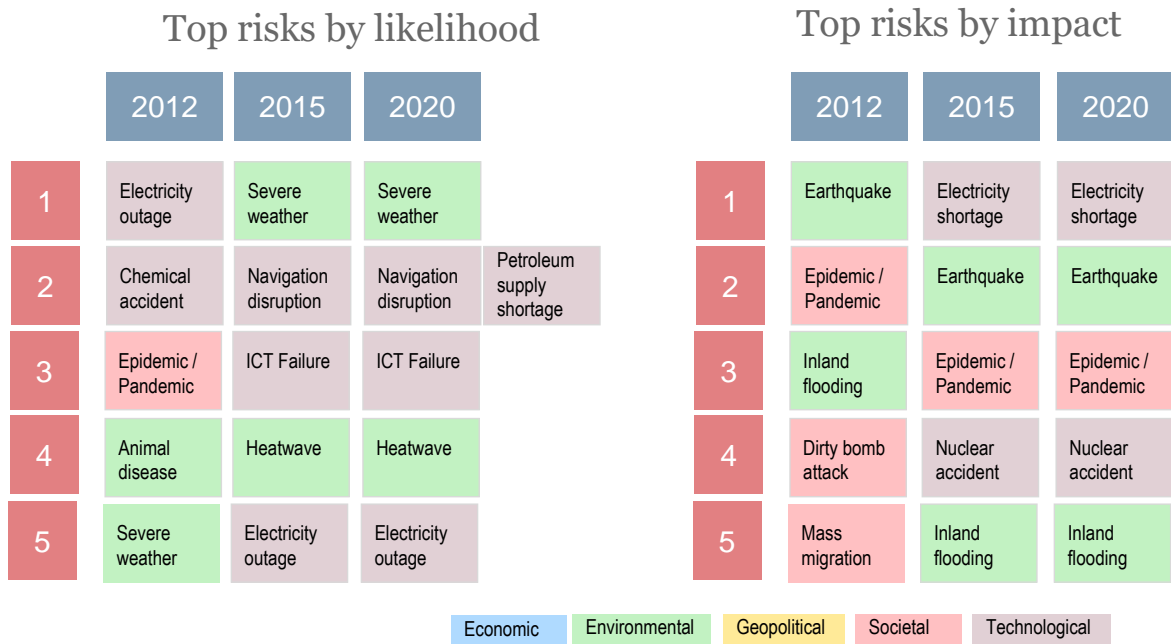 Top risks by likelihood
2012 2015 2020
1 Electricity Severe Severe
outage weather weather
2 Chemical Navigation Navigation Petroleum
accident disruption disruption supply
shortage
3 Epidemic / ICT Failure ICT Failure
Pandemic
4 Animal Heatwave Heatwave
disease
5 Severe Electricity Electricity
weather outage outage
Top risks by impact
2012 2015 2020
1 Earthquake Electricity Electricity
shortage shortage
2 Epidemic / Earthquake Earthquake
Pandemic
3 Inland Epidemic / Epidemic /
flooding Pandemic Pandemic
4 Dirty bomb Nuclear Nuclear
attack accident accident
5 Mass Inland Inland
migration flooding flooding
Economic Environmental Geopolitical Societal Technological